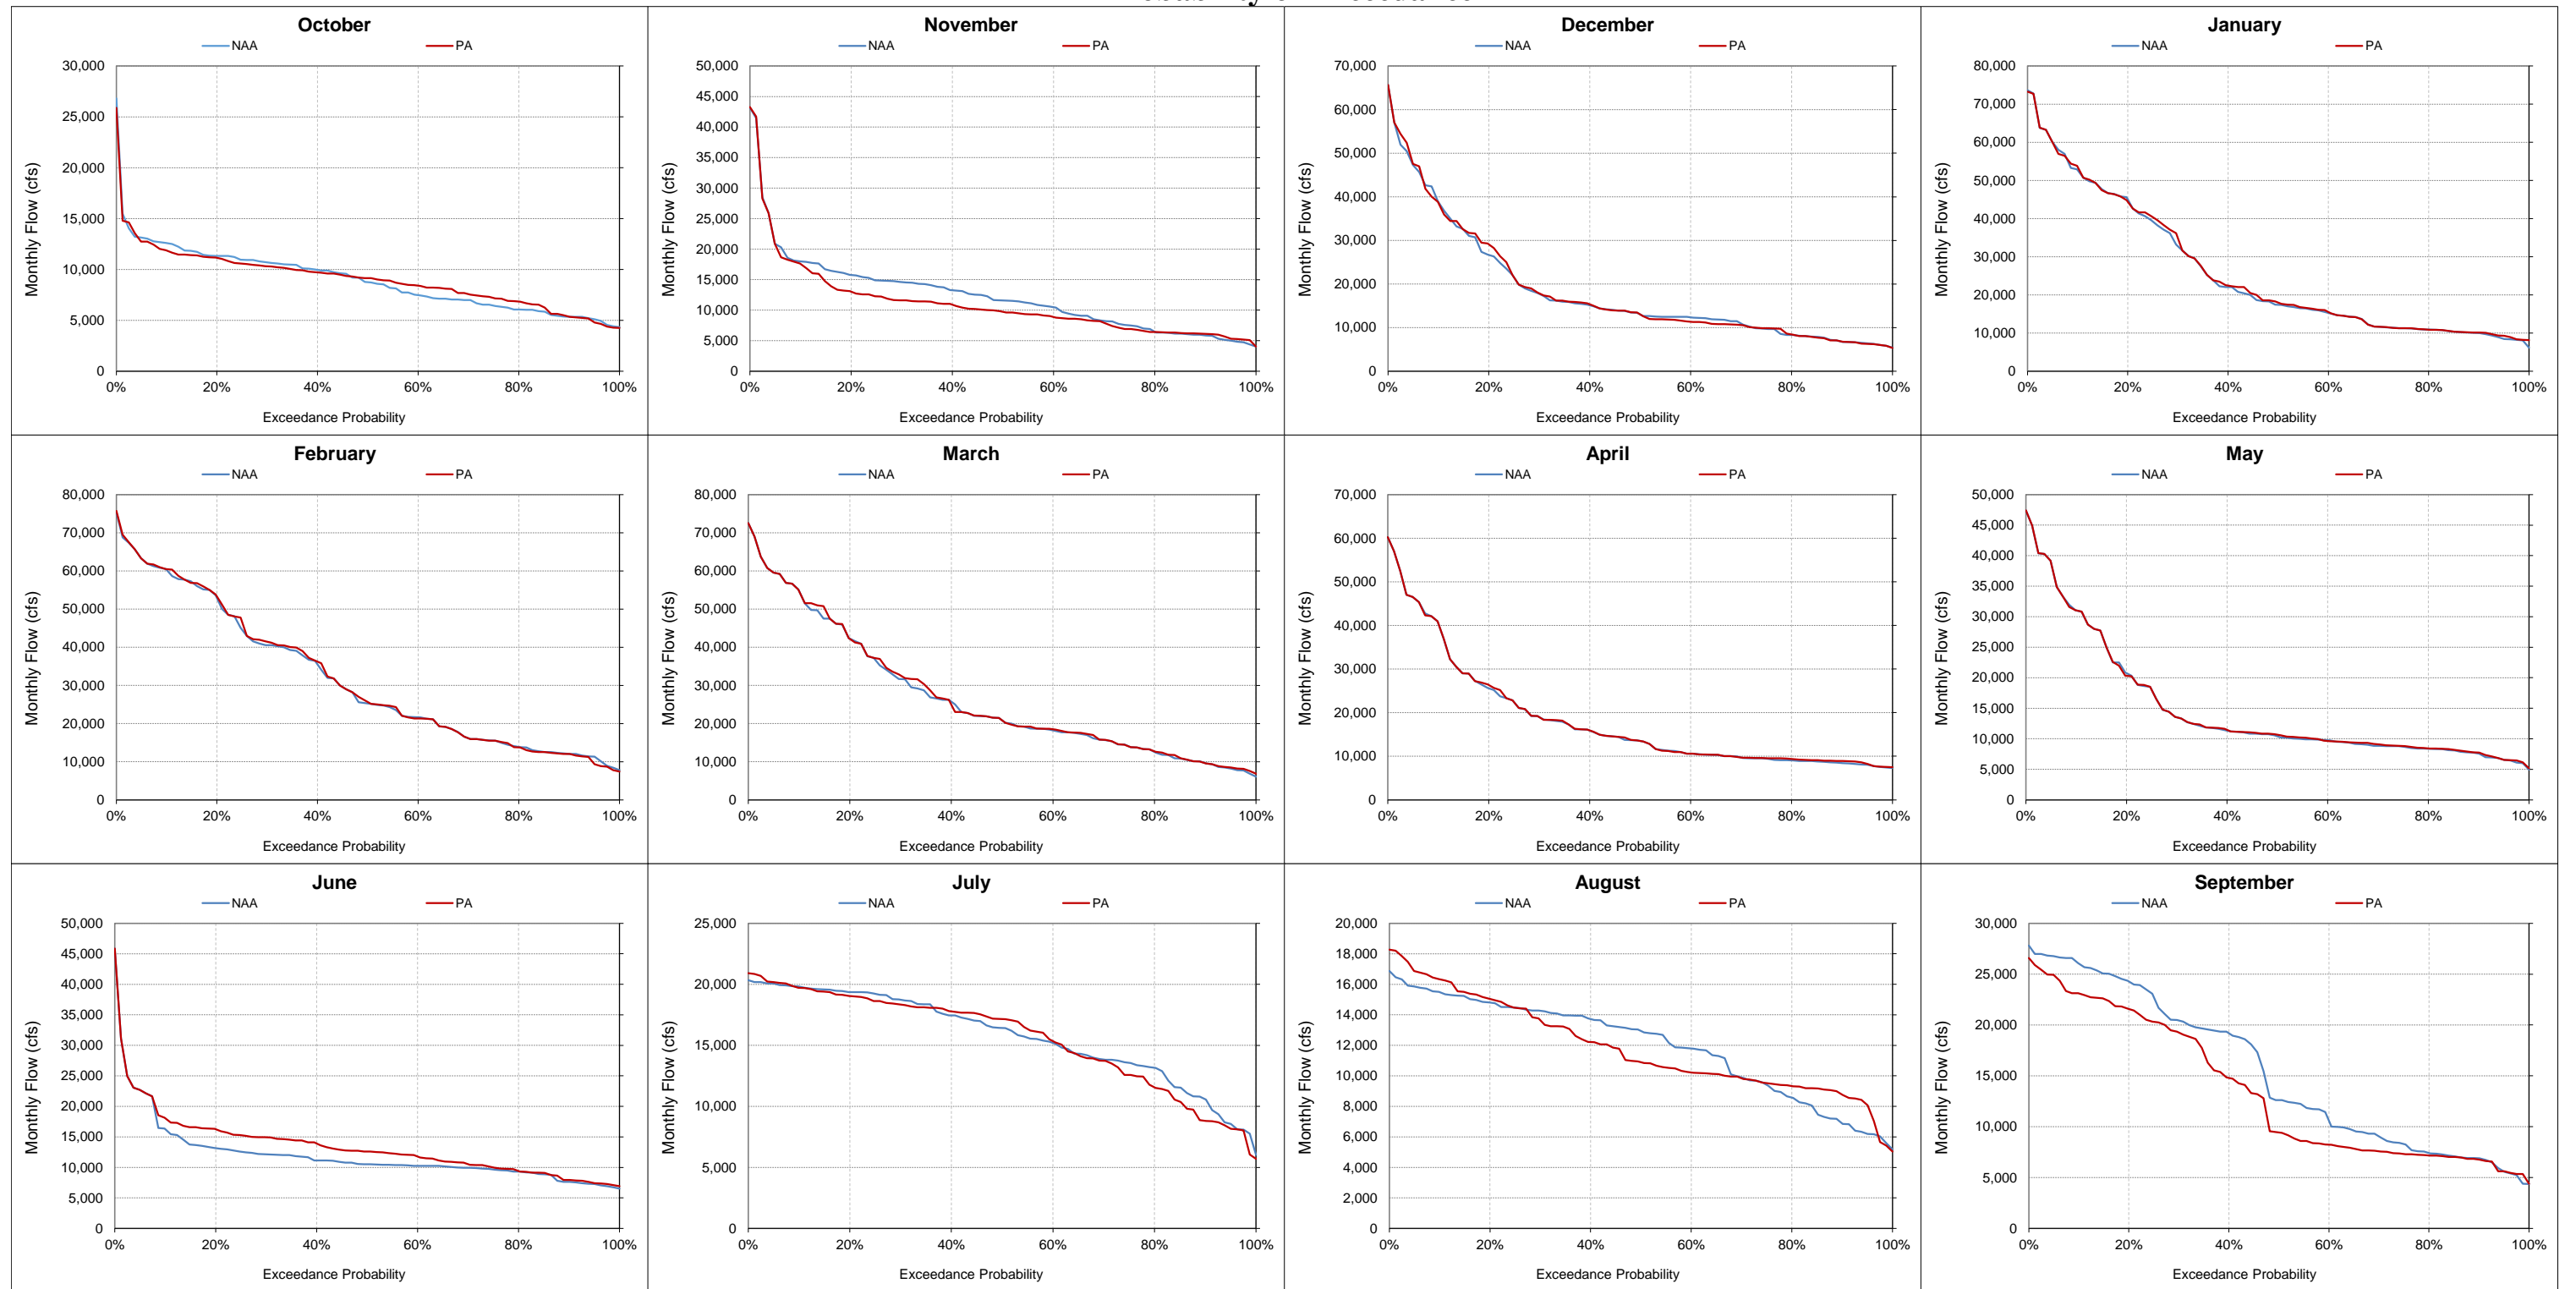 October
NAA PA
30,000
25,000
20,000
15,000
10,000
5,000
0
0% 20% 40% 60% 80% 100%
Monthly Flow (cfs)
Exceedance Probability
November
NAA PA
50,000
45,000
40,000
35,000
30,000
25,000
20,000
15,000
10,000
5,000
0
0% 20% 40% 60% 80% 100%
Monthly Flow (cfs)
Exceedance Probability
December
NAA PA
70,000
60,000
50,000
40,000
30,000
20,000
10,000
0
0% 20% 40% 60% 80% 100%
Monthly Flow (cfs)
Exceedance Probability
January
NAA PA
80,000
70,000
60,000
50,000
40,000
30,000
20,000
10,000
0
0% 20% 40% 60% 80% 100%
Monthly Flow (cfs)
Exceedance Probability
February
NAA PA
80,000
70,000
60,000
50,000
40,000
30,000
20,000
10,000
0
0% 20% 40% 60% 80% 100%
Monthly Flow (cfs)
Exceedance Probability
March
NAA PA
80,000
70,000
60,000
50,000
40,000
30,000
20,000
10,000
0
0% 20% 40% 60% 80% 100%
Monthly Flow (cfs)
Exceedance Probability
April
NAA PA
70,000
60,000
50,000
40,000
30,000
20,000
10,000
0
0% 20% 40% 60% 80% 100%
Monthly Flow (cfs)
Exceedance Probability
May
NAA PA
50,000
45,000
40,000
35,000
30,000
25,000
20,000
15,000
10,000
5,000
0
0% 20% 40% 60% 80% 100%
Monthly Flow (cfs)
Exceedance Probability
June
NAA PA
50,000
45,000
40,000
35,000
30,000
25,000
20,000
15,000
10,000
5,000
0
0% 20% 40% 60% 80% 100%
Monthly Flow (cfs)
Exceedance Probability
July
NAA PA
25,000
20,000
15,000
10,000
5,000
0
0% 20% 40% 60% 80% 100%
Monthly Flow (cfs)
Exceedance Probability
August
NAA PA
20,000
18,000
16,000
14,000
12,000
10,000
8,000
6,000
4,000
2,000
0
0% 20% 40% 60% 80% 100%
Monthly Flow (cfs)
Exceedance Probability
September
NAA PA
30,000
25,000
20,000
15,000
10,000
5,000
0
0% 20% 40% 60% 80% 100%
Monthly Flow (cfs)
Exceedance Probability